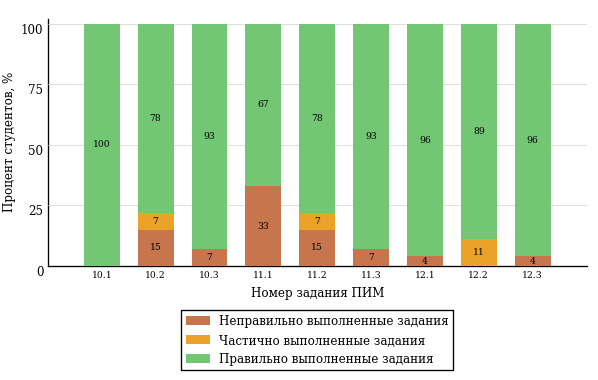 Процент студентов, %
100
75
50
25
0
100 78 93 67 78 93 96 89 96
7 7 11
15 7 33 15 7 4 4
10.1 10.2 10.3 11.1 11.2 11.3 12.1 12.2 12.3
Номер задания ПИМ
Неправильно выполненные задания
Частично выполненные задания
Правильно выполненные задания